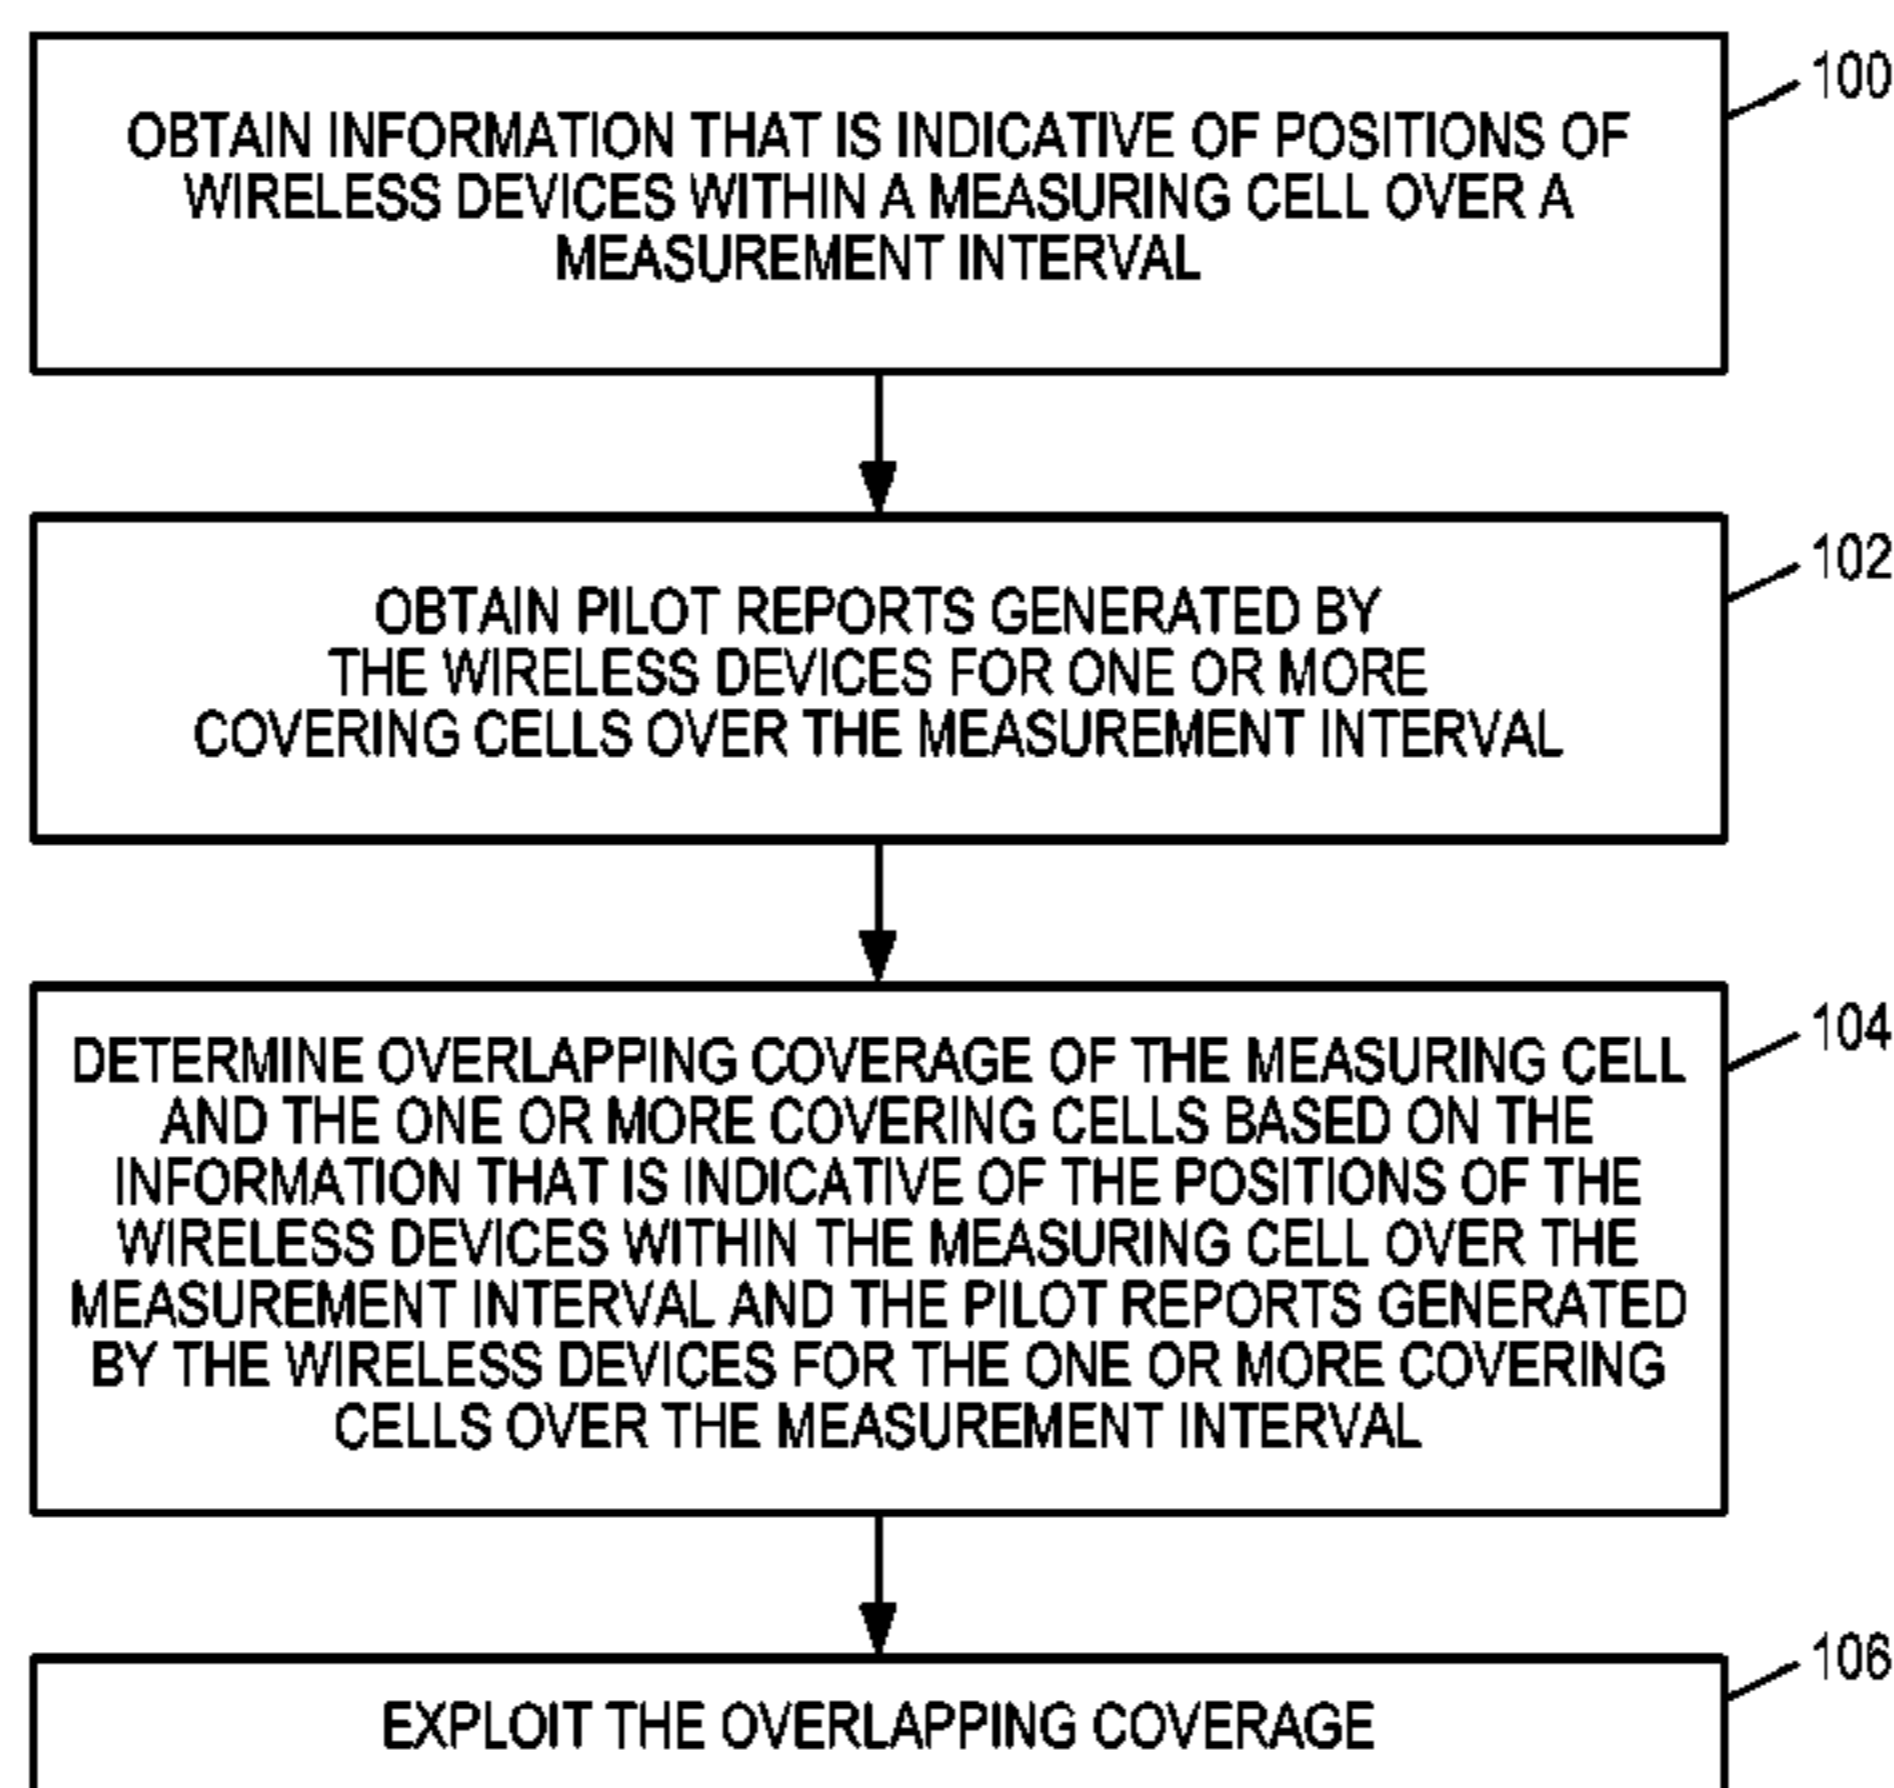 100
OBTAIN INFORMATION THAT IS INDICATIVE OF POSITIONS OF
WIRELESS DEVICES WITHIN A MEASURING CELL OVER A
MEASUREMENT INTERVAL
102
OBTAIN PILOT REPORTS GENERATED BY
THE WIRELESS DEVICES FOR ONE OR MORE
COVERING CELLS OVER THE MEASUREMENT INTERVAL
104
DETERMINE OVERLAPPING COVERAGE OF THE MEASURING CELL
AND THE ONE OR MORE COVERING CELLS BASED ON THE
INFORMATION THAT IS INDICATIVE OF THE POSITIONS OF THE
WIRELESS DEVICES WITHIN THE MEASURING CELL OVER THE
MEASUREMENT INTERVAL AND THE PILOT REPORTS GENERATED
BY THE WIRELESS DEVICES FOR THE ONE OR MORE COVERING
CELLS OVER THE MEASUREMENT INTERVAL
106
EXPLOIT THE OVERLAPPING COVERAGE